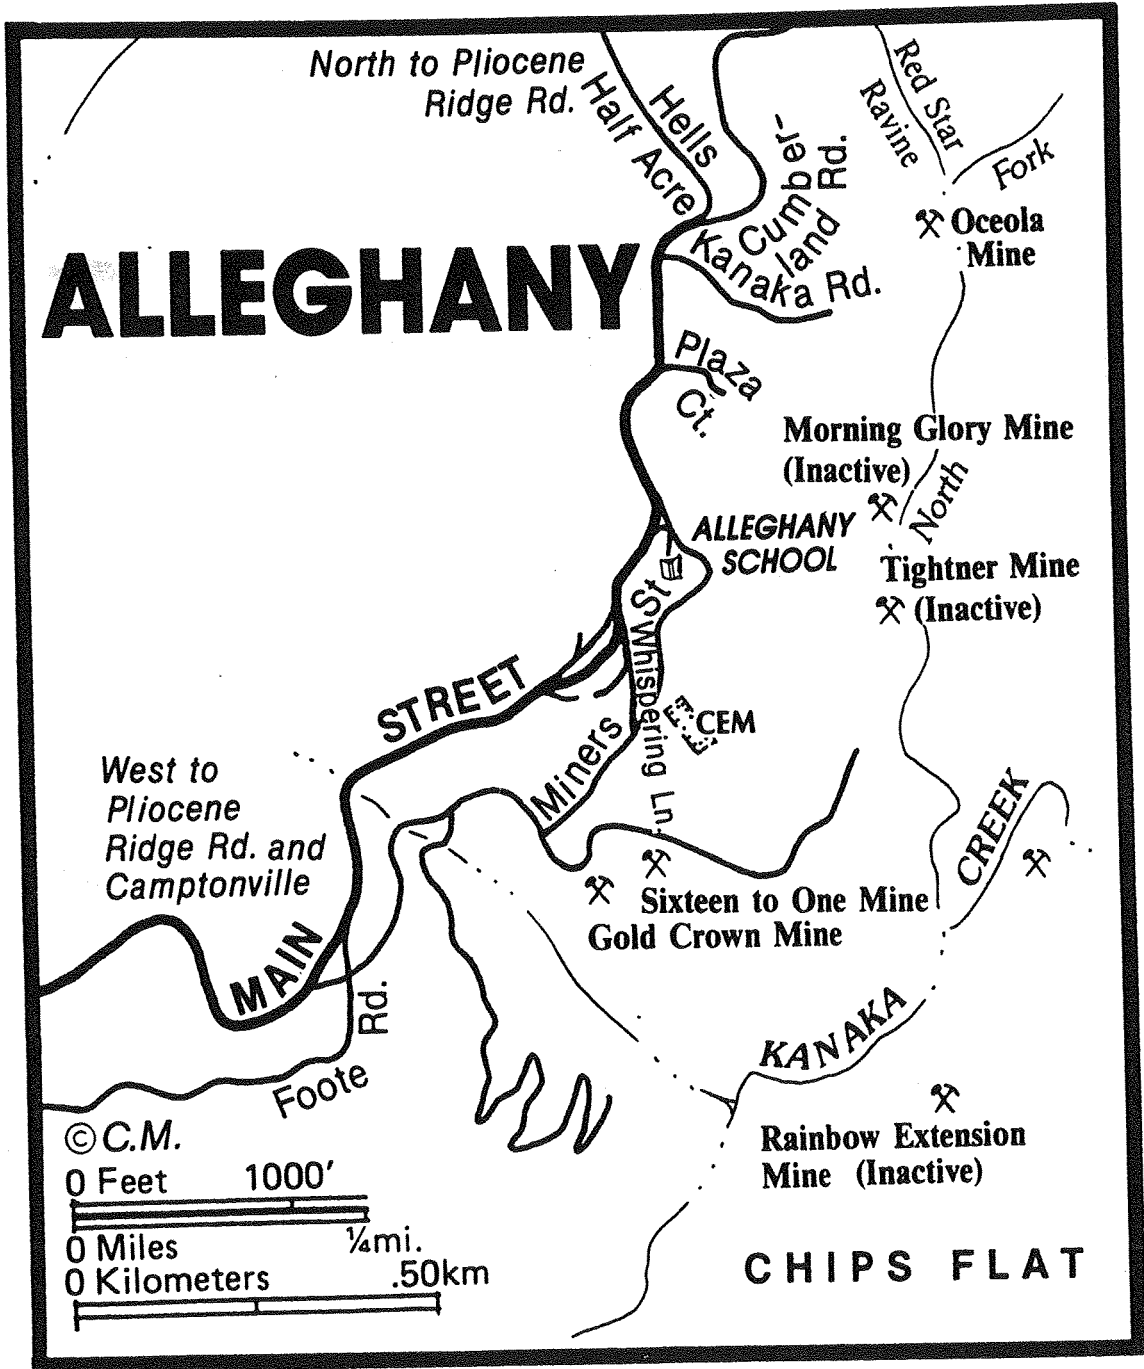 North to Pliocene
Ridge Rd.
Hells
Half Acre
Cumber-
land Rd.
Red Star
Ravine
Fork
Oceola
Mine
ALLEGHANY
Kanaka Rd.
Plaza
Ct.
Morning Glory Mine
(Inactive)
North
ALLEGHANY
SCHOOL
Tightner Mine
(Inactive)
St
Whispering Ln.
STREET
CEM
Miners
West to
Pliocene
Ridge Rd. and
Camptonville
CREEK
Sixteen to One Mine
Gold Crown Mine
MAIN
Rd.
Foote
KANAKA
Rainbow Extension
Mine (Inactive)
© C.M.
0 Feet 1000'
0 Miles ¼mi.
0 Kilometers .50km
CHIPS FLAT